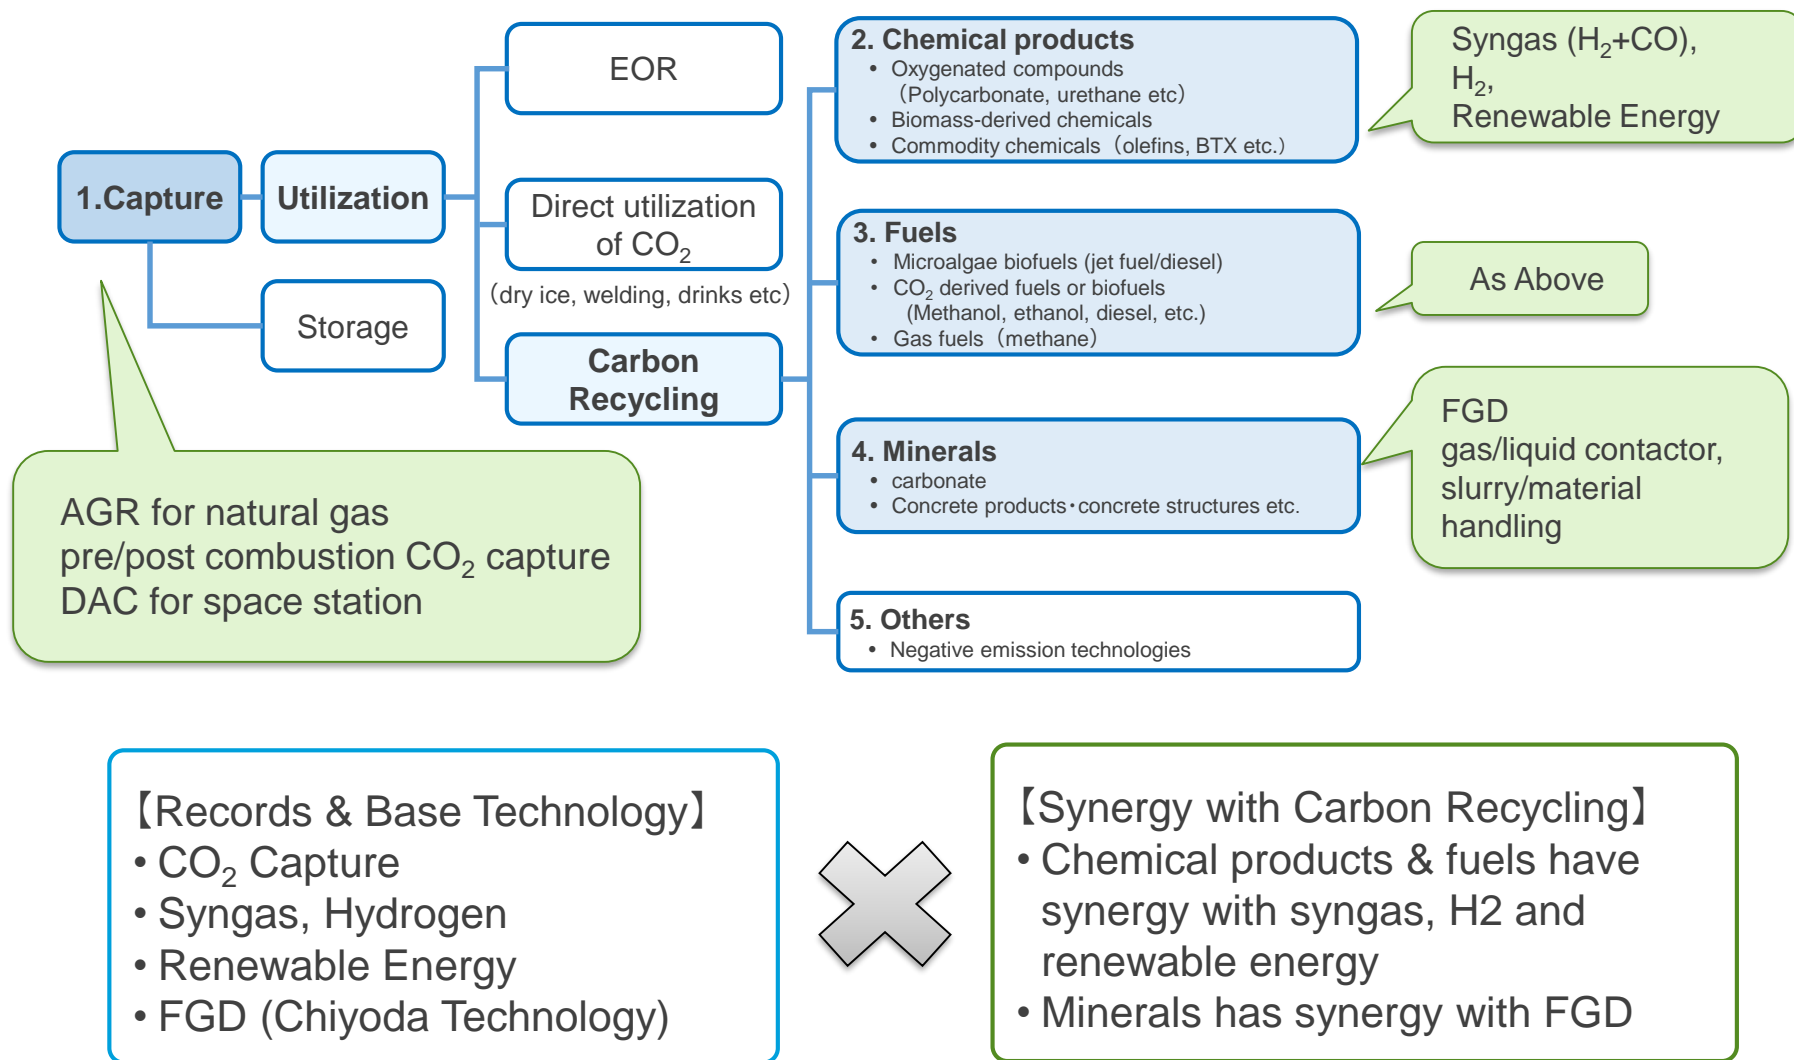 1.Capture
Utilization
Storage
EOR
Direct utilization
of CO₂
（dry ice, welding, drinks etc）
Carbon
Recycling
2. Chemical products
• Oxygenated compounds
（Polycarbonate, urethane etc）
• Biomass-derived chemicals
• Commodity chemicals（olefins, BTX etc.）
3. Fuels
• Microalgae biofuels (jet fuel/diesel)
• CO₂ derived fuels or biofuels
(Methanol, ethanol, diesel, etc.)
• Gas fuels（methane）
4. Minerals
• carbonate
• Concrete products・concrete structures etc.
5. Others
• Negative emission technologies
Syngas (H₂+CO),
H₂,
Renewable Energy
As Above
FGD
gas/liquid contactor,
slurry/material
handling
AGR for natural gas
pre/post combustion CO₂ capture
DAC for space station
【Records & Base Technology】
• CO₂ Capture
• Syngas, Hydrogen
• Renewable Energy
• FGD (Chiyoda Technology)
【Synergy with Carbon Recycling】
• Chemical products & fuels have
synergy with syngas, H2 and
renewable energy
• Minerals has synergy with FGD